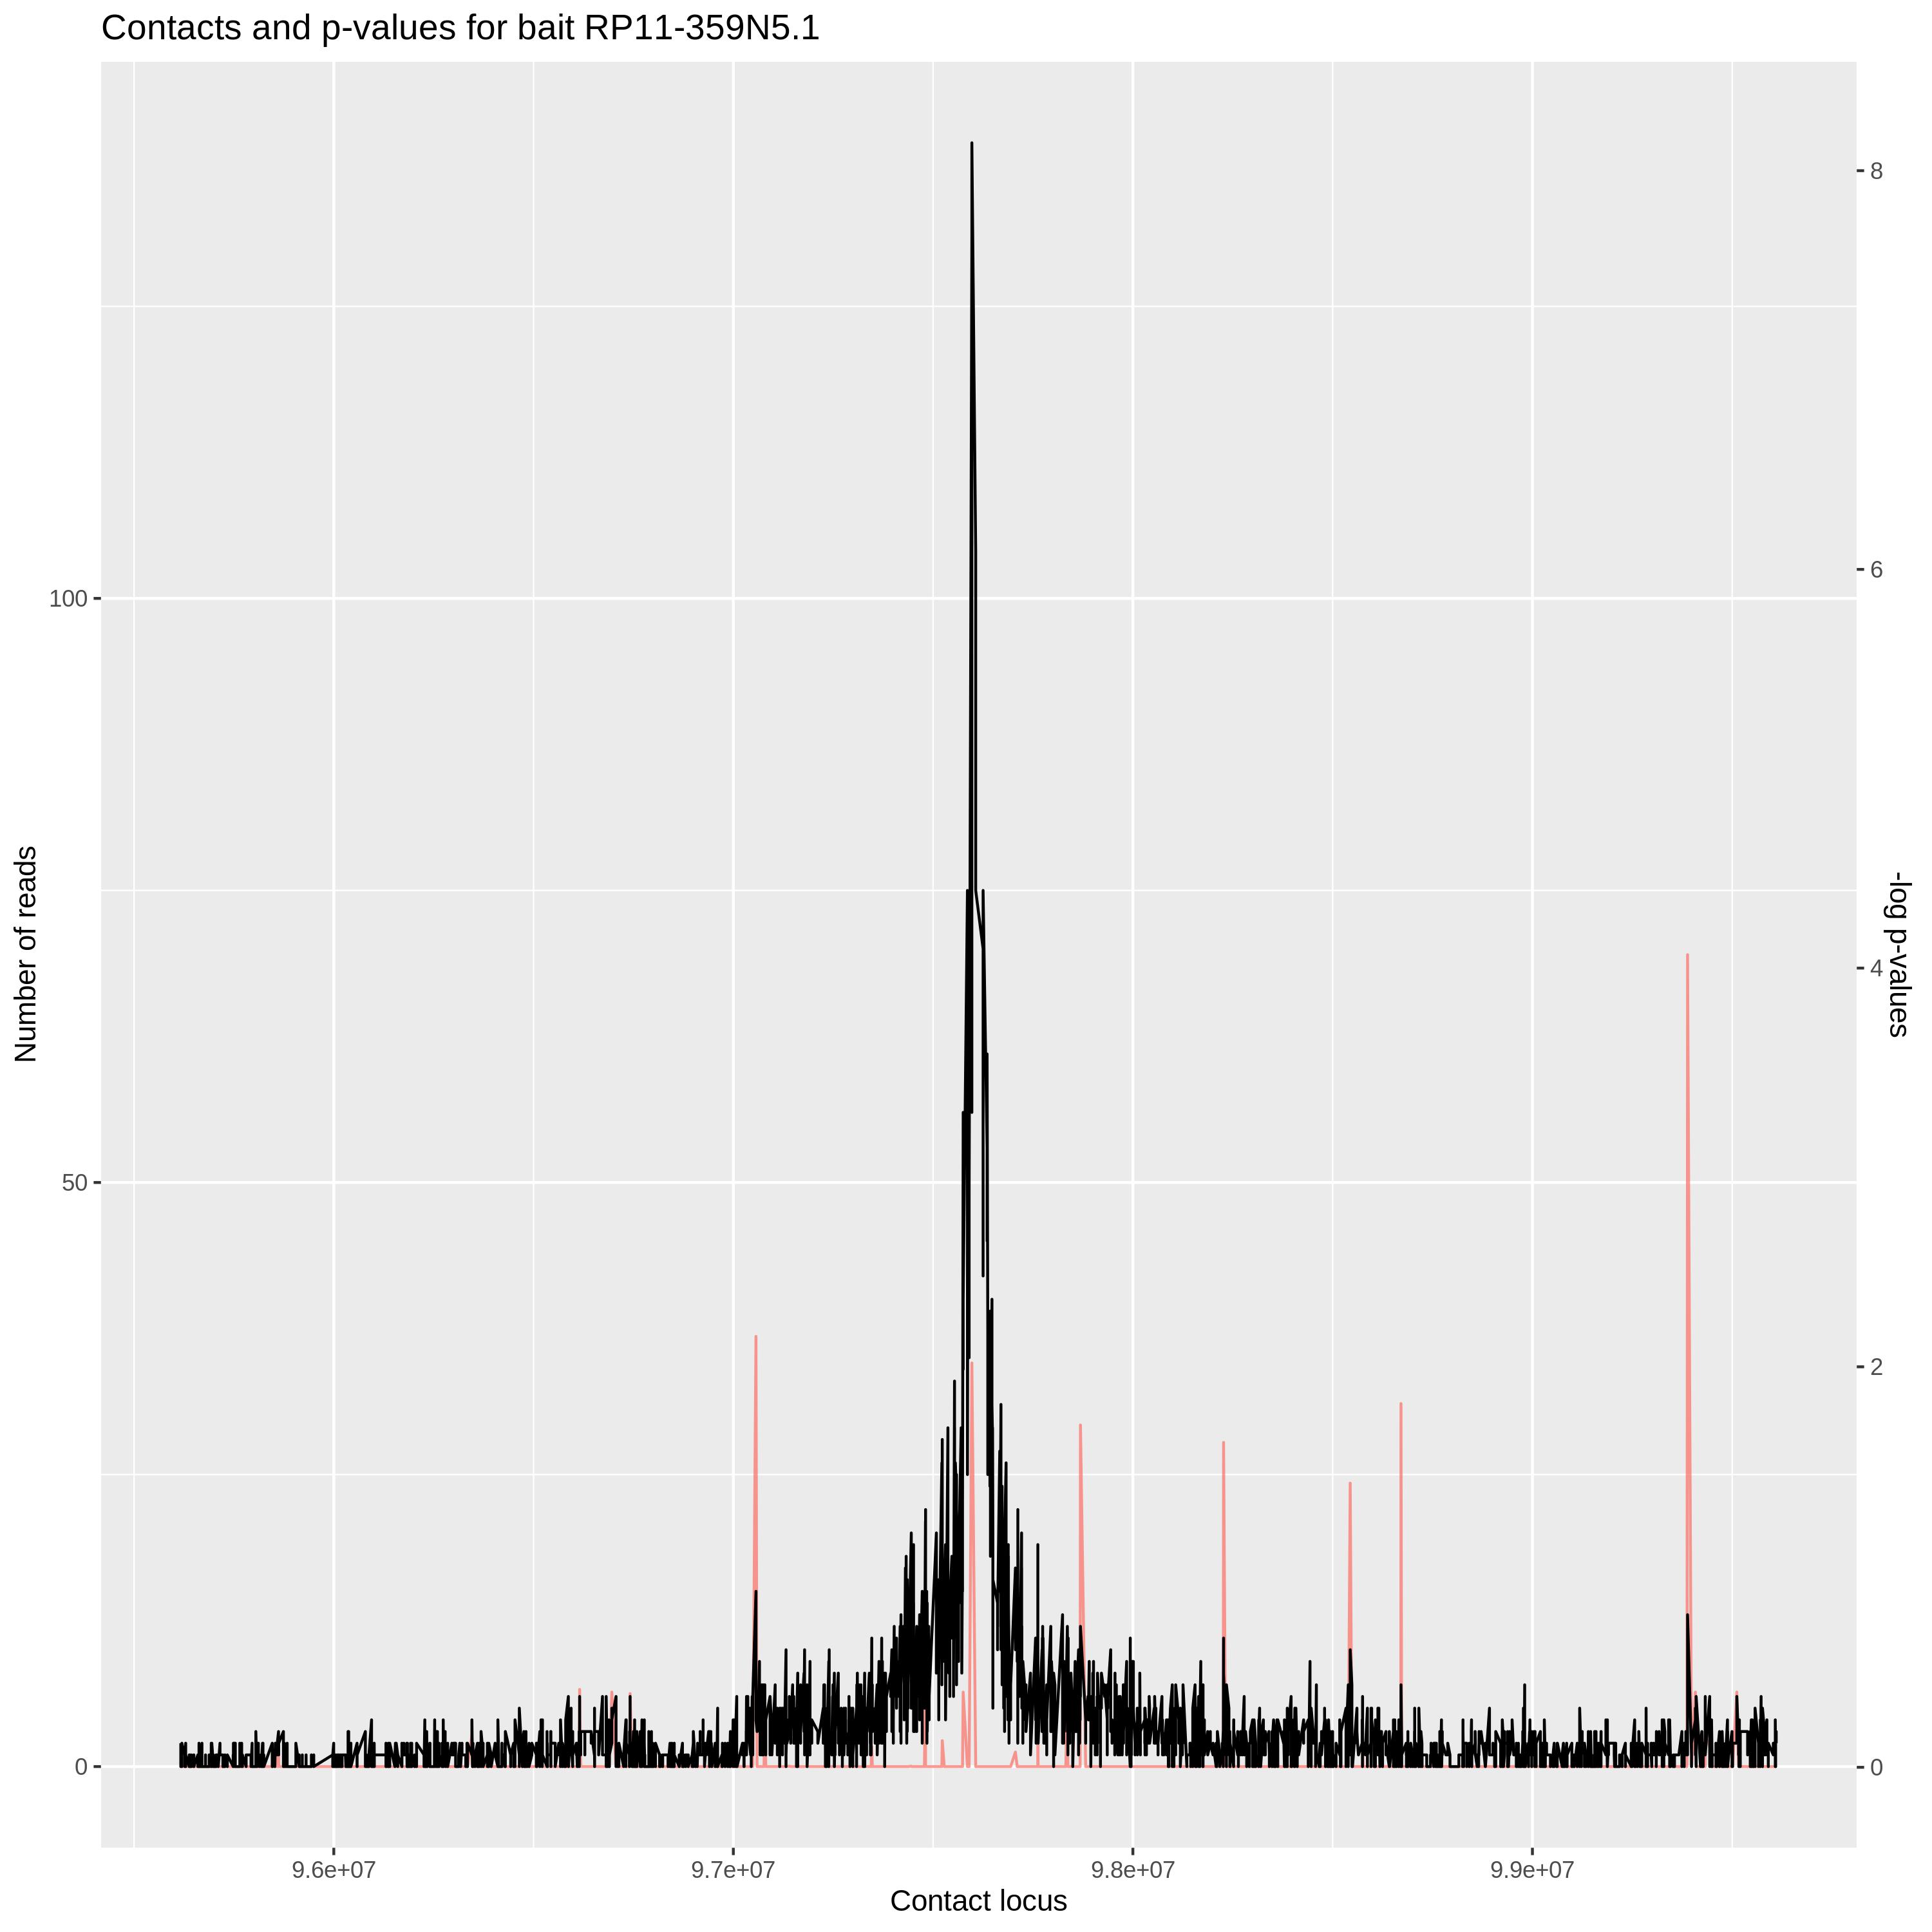 Contacts and p-values for bait RP11-359N5.1
Number of reads
100
50
0
8
6
4
2
0
-log p-values
9.6e+07
9.7e+07
9.8e+07
9.9e+07
Contact locus